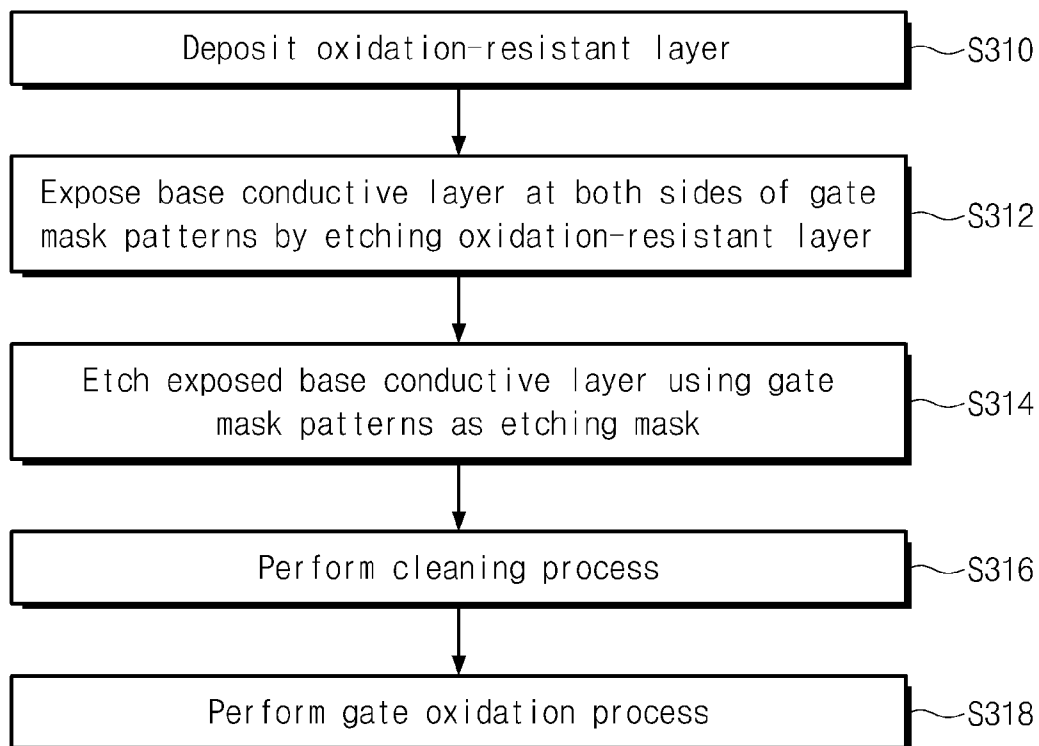 Deposit oxidation-resistant layer
S310
Expose base conductive layer at both sides of gate
mask patterns by etching oxidation-resistant layer
S312
Etch exposed base conductive layer using gate
mask patterns as etching mask
S314
Perform cleaning process
S316
Perform gate oxidation process
S318